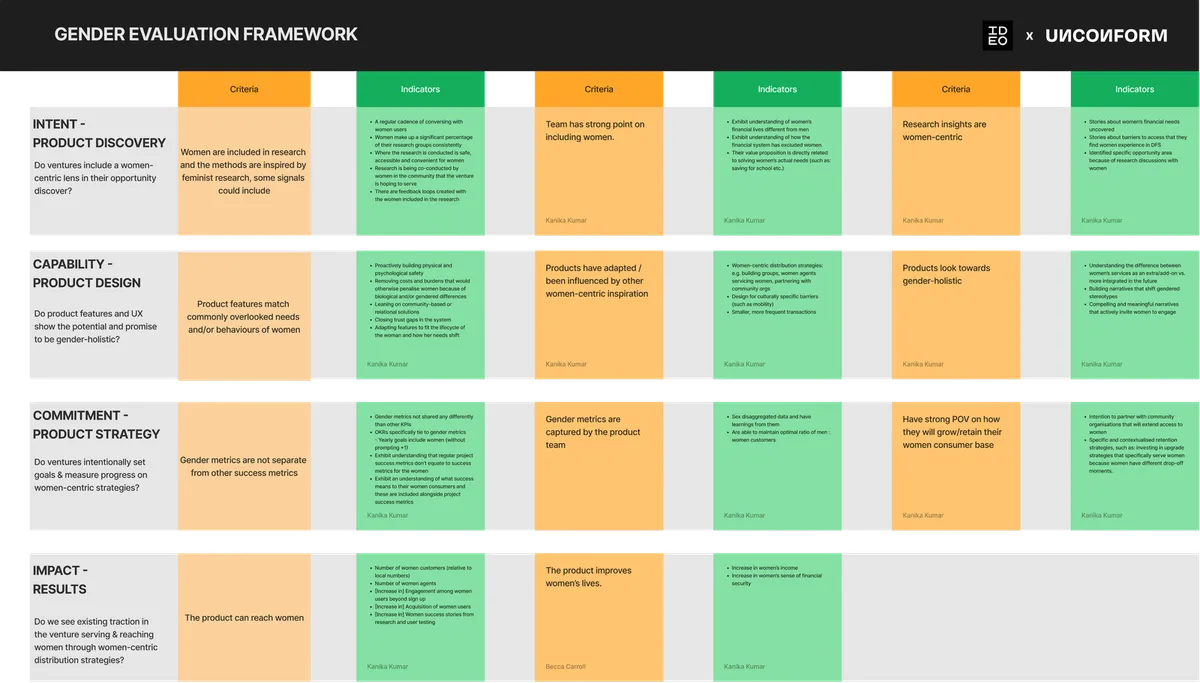 GENDER EVALUATION FRAMEWORK
ID
EO
x
UNCONFORM
Criteria
Indicators
Criteria
Indicators
Criteria
Indicators
INTENT -
PRODUCT DISCOVERY
Do ventures include a women-
centric lens in their opportunity
discover?
Women are included in research
and the methods are inspired by
feminist research, some signals
could include
• A regular cadence of conversing with
women users
• Women make up a significant percentage
of their research groups consistently
• Where the research is conducted is safe,
accessible and convenient for women
• Research is being co-conducted by
women in the community that the venture
is hoping to serve
• There are feedback loops created with
the women included in the research
Team has strong point on
including women.
Kanika Kumar
• Exhibit understanding of women's
financial lives different from men
• Exhibit understanding of how the
financial system has excluded women
• Their value proposition is directly related
to solving women's actual needs (such as:
saving for school etc.)
Kanika Kumar
Research insights are
women-centric
Kanika Kumar
• Stories about women's financial needs
uncovered
• Stories about barriers to access that they
find women experience in DFS
• Identified specific opportunity area
because of research discussions with
women
Kanika Kumar
CAPABILITY -
PRODUCT DESIGN
Do product features and UX
show the potential and promise
to be gender-holistic?
Product features match
commonly overlooked needs
and/or behaviours of women
• Proactively building physical and
psychological safety
• Removing costs and burdens that would
otherwise penalise women because of
biological and/or gendered differences
• Leaning on community-based or
relational solutions
• Closing trust gaps in the system
• Adapting features to fit the lifecycle of
the woman and how her needs shift
Kanika Kumar
Products have adapted /
been influenced by other
women-centric inspiration
Kanika Kumar
• Women-centric distribution strategies:
e.g. building groups, women agents
servicing women, partnering with
community orgs
• Design for culturally specific barriers
(such as mobility)
• Smaller, more frequent transactions
Kanika Kumar
Products look towards
gender-holistic
Kanika Kumar
• Understanding the difference between
women's services as an extra/add-on vs.
more integrated in the future
• Building narratives that shift gendered
stereotypes
• Compelling and meaningful narratives
that actively invite women to engage
Kanika Kumar
COMMITMENT -
PRODUCT STRATEGY
Do ventures intentionally set
goals & measure progress on
women-centric strategies?
Gender metrics are not separate
from other success metrics
• Gender metrics not shared any differently
than other KPIs
• OKRs specifically tie to gender metrics
- Yearly goals include women (without
prompting +1)
• Exhibit understanding that regular project
success metrics don't equate to success
metrics for the women
• Exhibit an understanding of what success
means to their women consumers and
these are included alongside project
success metrics
Kanika Kumar
Gender metrics are
captured by the product
team
Kanika Kumar
• Sex disaggregated data and have
learnings from them
• Are able to maintain optimal ratio of men :
women customers
Kanika Kumar
Have strong POV on how
they will grow/retain their
women consumer base
Kanika Kumar
• Intention to partner with community
organisations that will extend access to
women
• Specific and contextualised retention
strategies, such as: investing in upgrade
strategies that specifically serve women
because women have different drop-off
moments.
Kanika Kumar
IMPACT -
RESULTS
Do we see existing traction in
the venture serving & reaching
women through women-centric
distribution strategies?
The product can reach women
• Number of women customers (relative to
local numbers)
• Number of women agents
• [Increase in] Engagement among women
users beyond sign up
• [Increase in] Acquisition of women users
• [Increase in] Women success stories from
research and user testing
Kanika Kumar
The product improves
women's lives.
Becca Carroll
• Increase in women's income
• Increase in women's sense of financial
security
Kanika Kumar